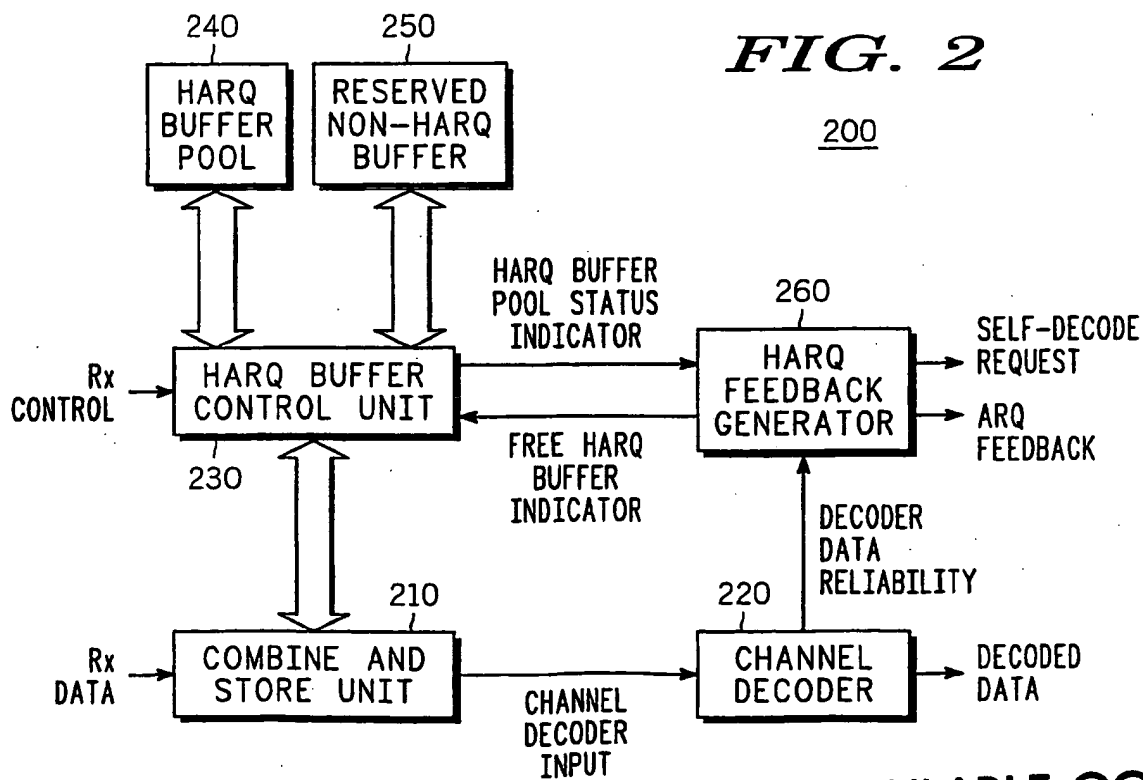 240
250
FIG. 2
200
HARQ
BUFFER
POOL
RESERVED
NON-HARQ
BUFFER
HARQ BUFFER
POOL STATUS
INDICATOR
260
Rx
CONTROL
HARQ BUFFER
CONTROL UNIT
230
HARQ
FEEDBACK
GENERATOR
SELF-DECODE
REQUEST
ARQ
FEEDBACK
FREE HARQ
BUFFER
INDICATOR
DECODER
DATA
RELIABILITY
210
220
Rx
DATA
COMBINE AND
STORE UNIT
CHANNEL
DECODER
INPUT
CHANNEL
DECODER
DECODED
DATA